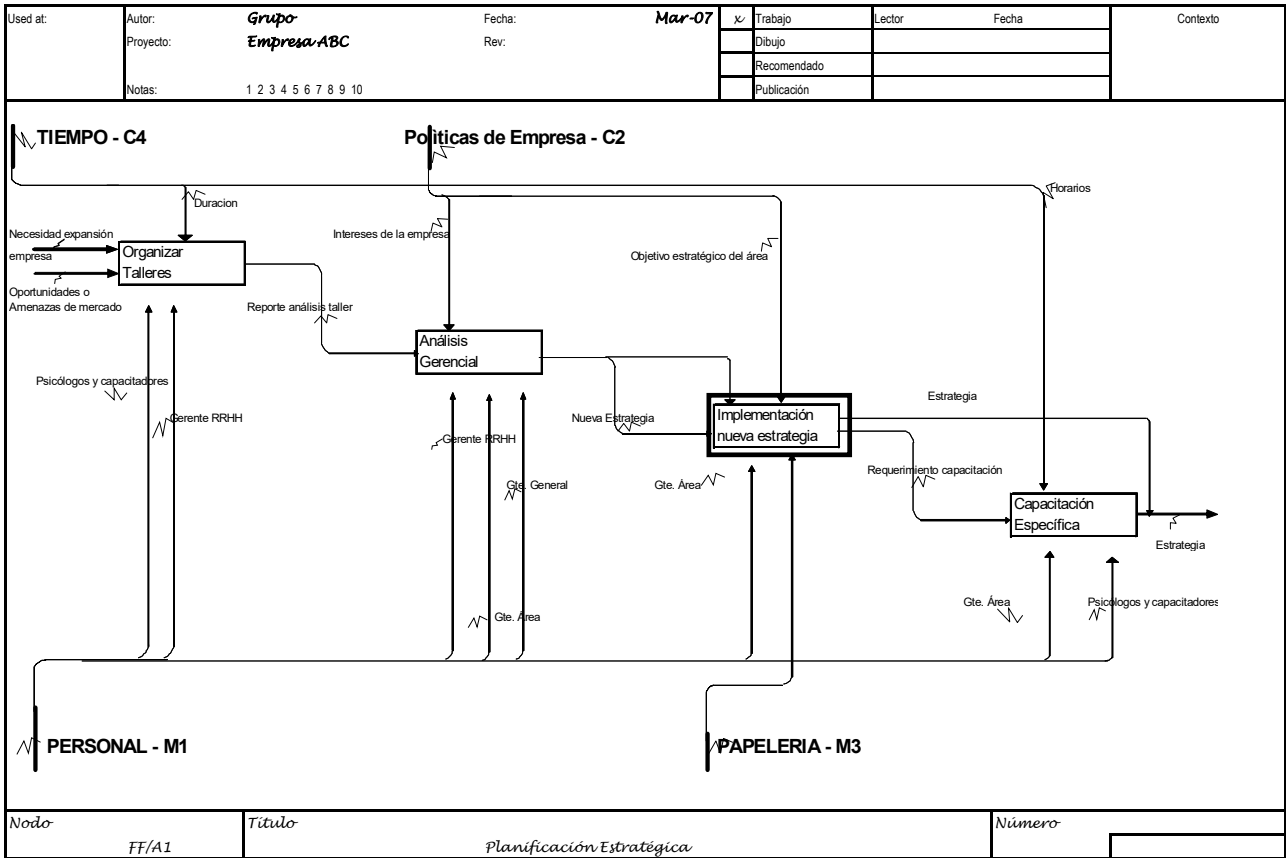 Used at:
Autor:
Grupo
Fecha:
Mar-07
x
Trabajo
Lector
Fecha
Contexto
Proyecto:
Empresa ABC
Rev:
Dibujo
Recomendado
Notas:
1 2 3 4 5 6 7 8 9 10
Publicación
TIEMPO - C4
Polìticas de Empresa - C2
Duracion
Horarios
Necesidad expansión
empresa
Intereses de la empresa
Organizar
Talleres
Objetivo estratégico del área
Oportunidades o
Amenazas de mercado
Reporte análisis taller
Análisis
Gerencial
Psicólogos y capacitadores
Gerente RRHH
Estrategia
Nueva Estrategia
Implementación
nueva estrategia
Gerente RRHH
Requerimiento capacitación
Gte. General
Gte. Área
Capacitación
Específica
Estrategia
Gte. Área
Gte. Área
Psicólogos y capacitadores
PERSONAL - M1
PAPELERIA - M3
Nodo
Título
Número
FF/A1
Planificación Estratégica